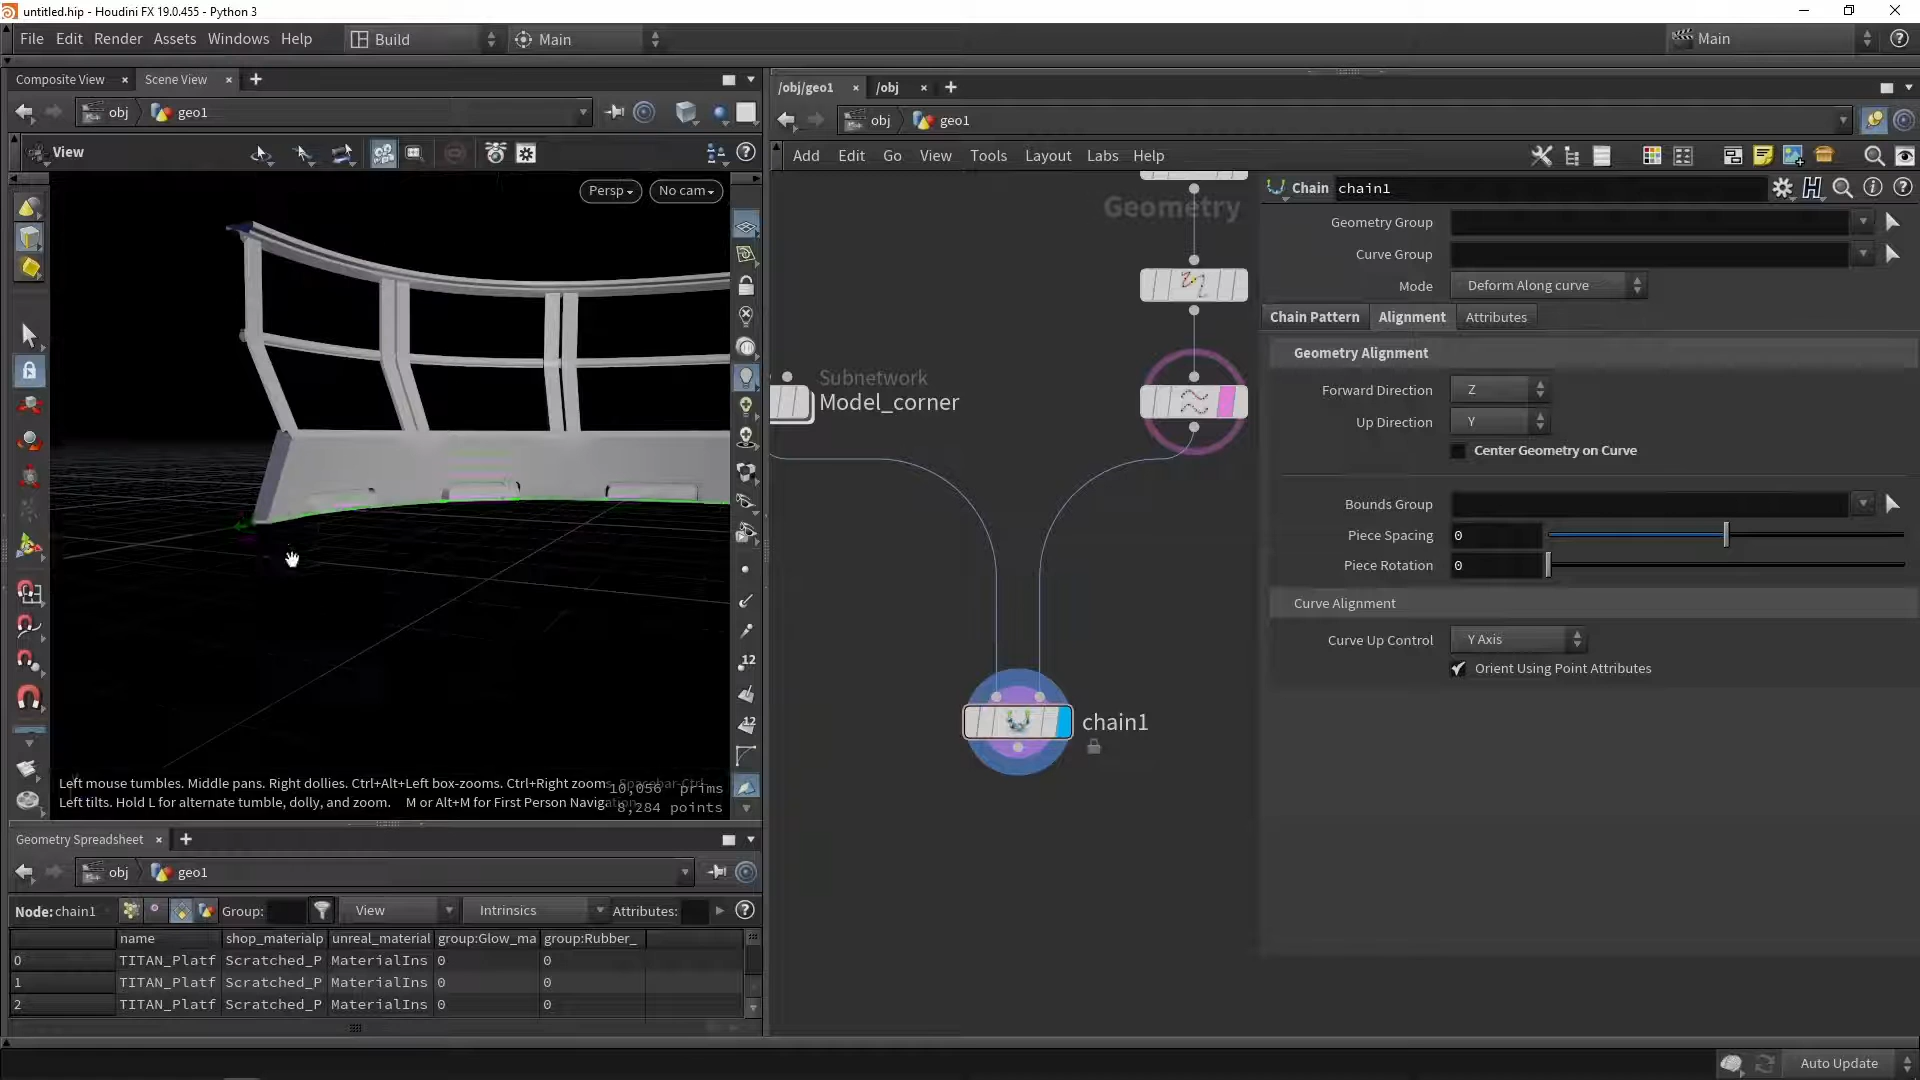 untitled.hip - Houdini FX 19.0.455 - Python 3
File Edit Render Assets Windows Help Build Main Main
Composite View Scene View
obj geo1
View
Persp No cam
Left mouse tumbles. Middle pans. Right dollies. Ctrl+Alt+Left box-zooms. Ctrl+Right zooms. Spacebar-Ctrl-
Left tilts. Hold L for alternate tumble, dolly, and zoom. M or Alt+M for First Person Naviga
10,056 prims
8,284 points
12
12
Geometry Spreadsheet
obj geo1
Node: chain1 Group: View Intrinsics Attributes:
name shop_materialp unreal_material group:Glow_ma group:Rubber_
0 TITAN_Platf Scratched_P MaterialIns 0 0
1 TITAN_Platf Scratched_P MaterialIns 0 0
2 TITAN_Platf Scratched_P MaterialIns 0 0
/obj/geo1 /obj
obj geo1
Add Edit Go View Tools Layout Labs Help
Geometry
Subnetwork
Model_corner
chain1
Chain chain1
Geometry Group
Curve Group
Mode Deform Along curve
Chain Pattern Alignment Attributes
Geometry Alignment
Forward Direction Z
Up Direction Y
Center Geometry on Curve
Bounds Group
Piece Spacing 0
Piece Rotation 0
Curve Alignment
Curve Up Control Y Axis
Orient Using Point Attributes
Auto Update